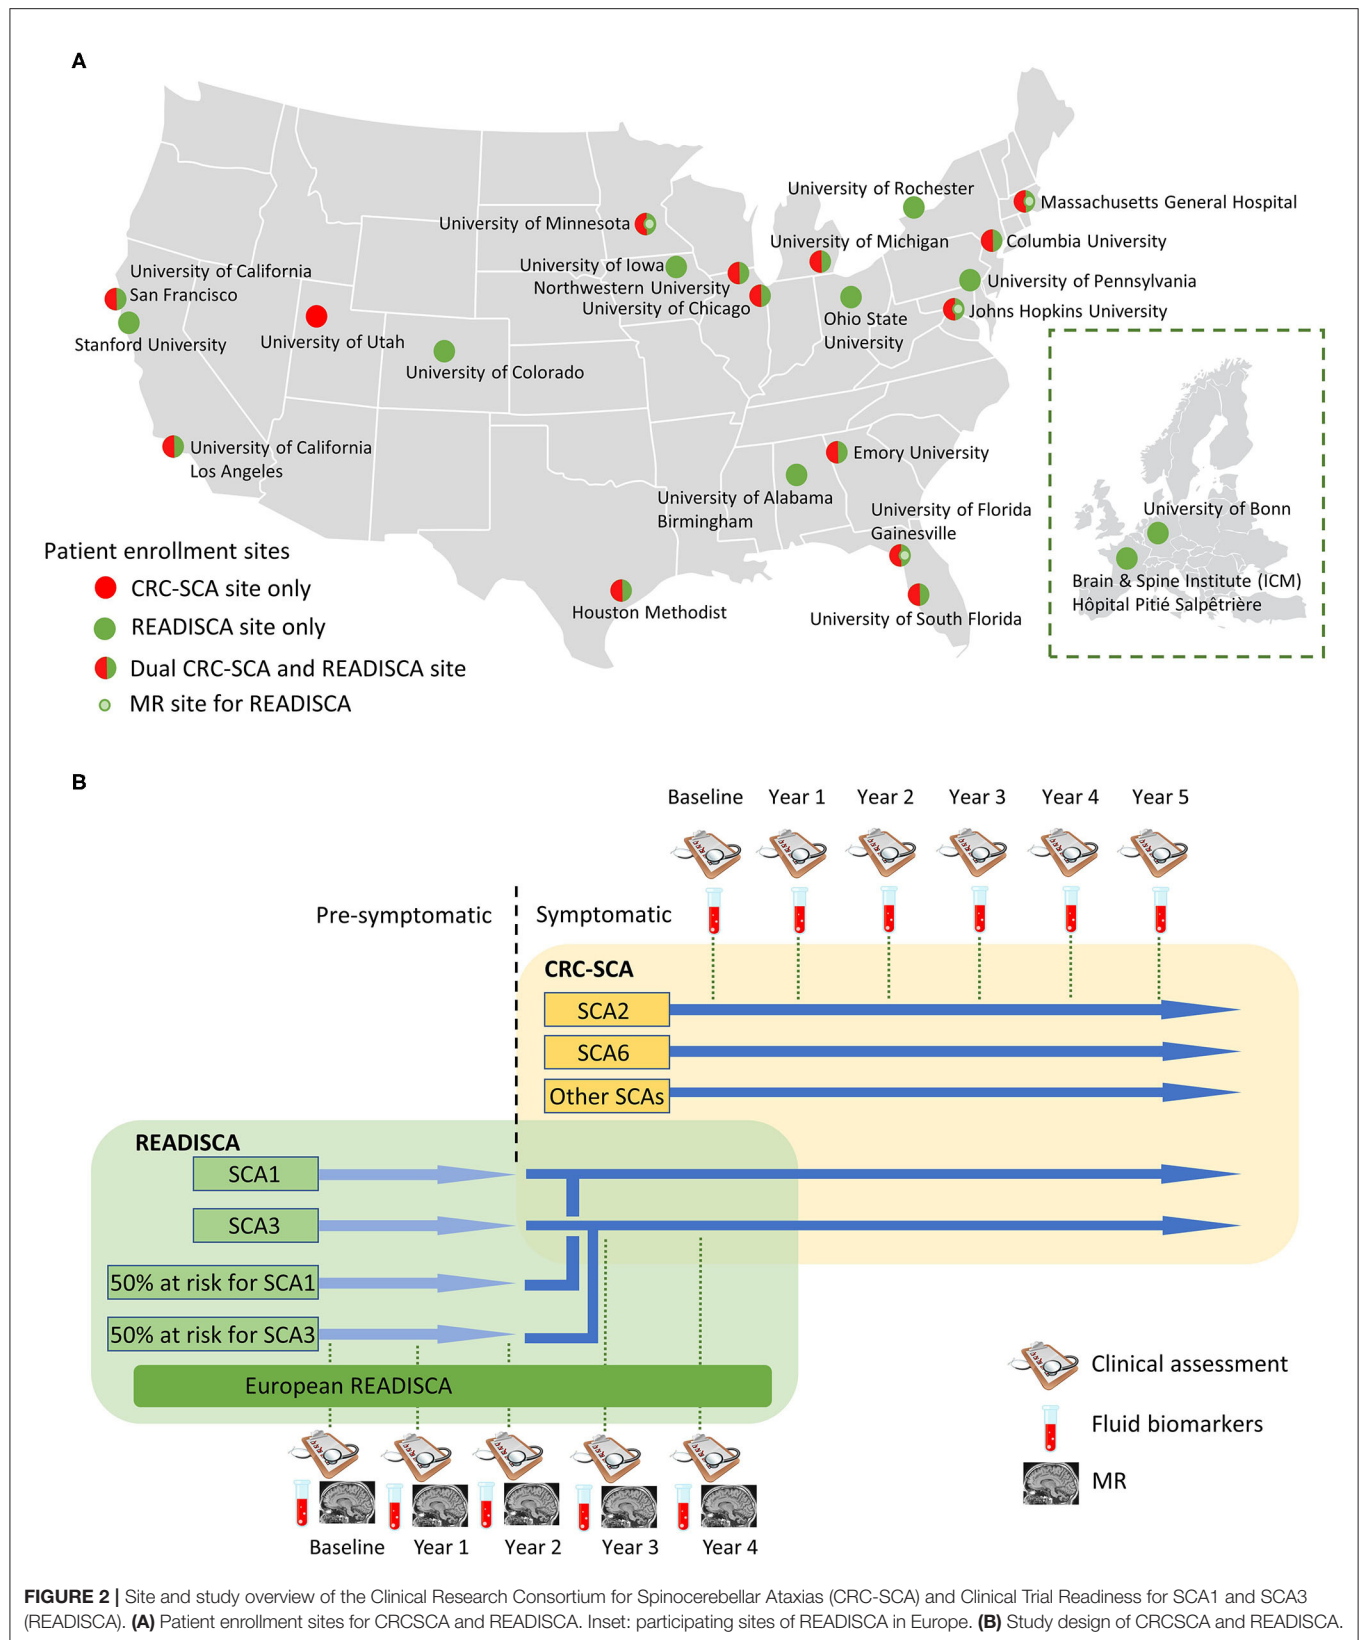 A
University of Rochester
Massachusetts General Hospital
University of Minnesota
University of Michigan
Columbia University
University of Iowa
University of California
San Francisco
Northwestern University
University of Pennsylvania
University of Chicago
Johns Hopkins University
Ohio State
University
Stanford University
University of Utah
University of Colorado
University of California
Los Angeles
Emory University
University of Alabama
Birmingham
University of Florida
Gainesville
University of Bonn
Brain & Spine Institute (ICM)
Hôpital Pitié Salpêtrière
Houston Methodist
University of South Florida
Patient enrollment sites
CRC-SCA site only
READISCA site only
Dual CRC-SCA and READISCA site
MR site for READISCA
B
Baseline Year 1 Year 2 Year 3 Year 4 Year 5
Pre-symptomatic Symptomatic
CRC-SCA
SCA2
SCA6
Other SCAs
READISCA
SCA1
SCA3
50% at risk for SCA1
50% at risk for SCA3
European READISCA
Clinical assessment
Fluid biomarkers
MR
Baseline Year 1 Year 2 Year 3 Year 4
FIGURE 2 | Site and study overview of the Clinical Research Consortium for Spinocerebellar Ataxias (CRC-SCA) and Clinical Trial Readiness for SCA1 and SCA3
(READISCA). (A) Patient enrollment sites for CRCSCA and READISCA. Inset: participating sites of READISCA in Europe. (B) Study design of CRCSCA and READISCA.